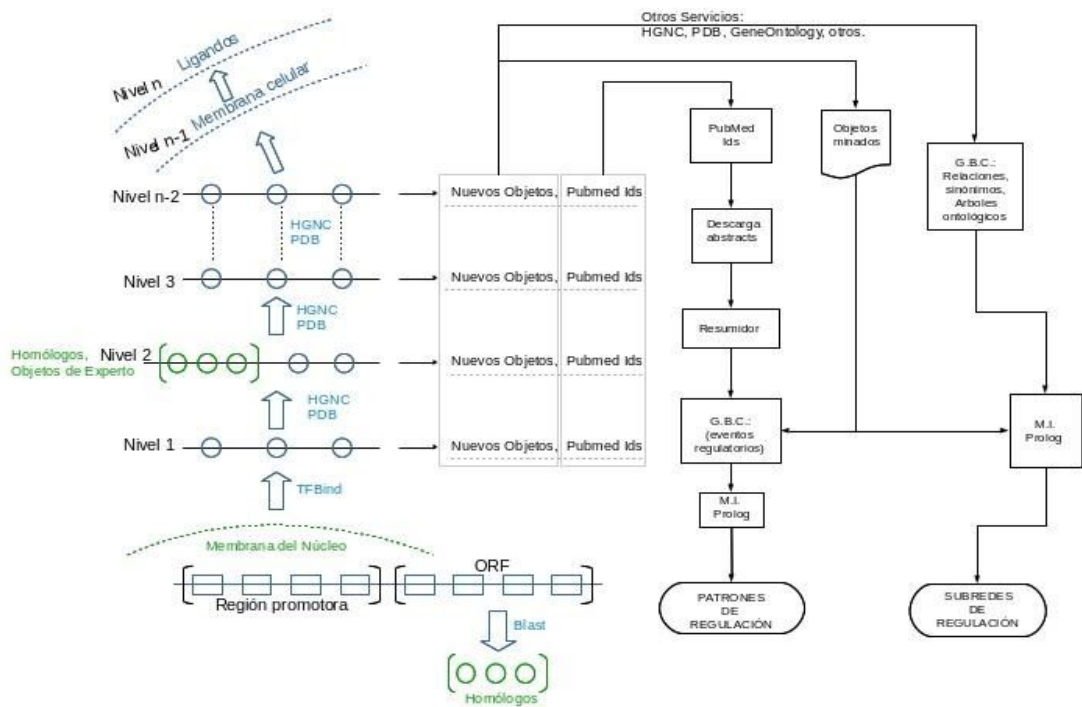 Otros Servicios:
HGNC, PDB, GeneOntology, otros.
Nivel n
Ligandos
Nivel n-1
Membrana celular
PubMed
Ids
Objetos
minados
G.B.C.:
Relaciones,
sinónimos,
Arboles
ontológicos
Nivel n-2
Nuevos Objetos, Pubmed Ids
HGNC
PDB
Descarga
abstracts
Nivel 3
Nuevos Objetos, Pubmed Ids
HGNC
PDB
Resumidor
Homólogos,
Objetos de Experto
Nivel 2
Nuevos Objetos, Pubmed Ids
HGNC
PDB
G.B.C.:
(eventos
regulatorios)
M.I.
Prolog
Nivel 1
Nuevos Objetos, Pubmed Ids
TFBind
M.I.
Prolog
Membrana del Núcleo
ORF
Región promotora
PATRONES
DE
REGULACIÓN
SUBREDES
DE
REGULACIÓN
Blast
Homólogos